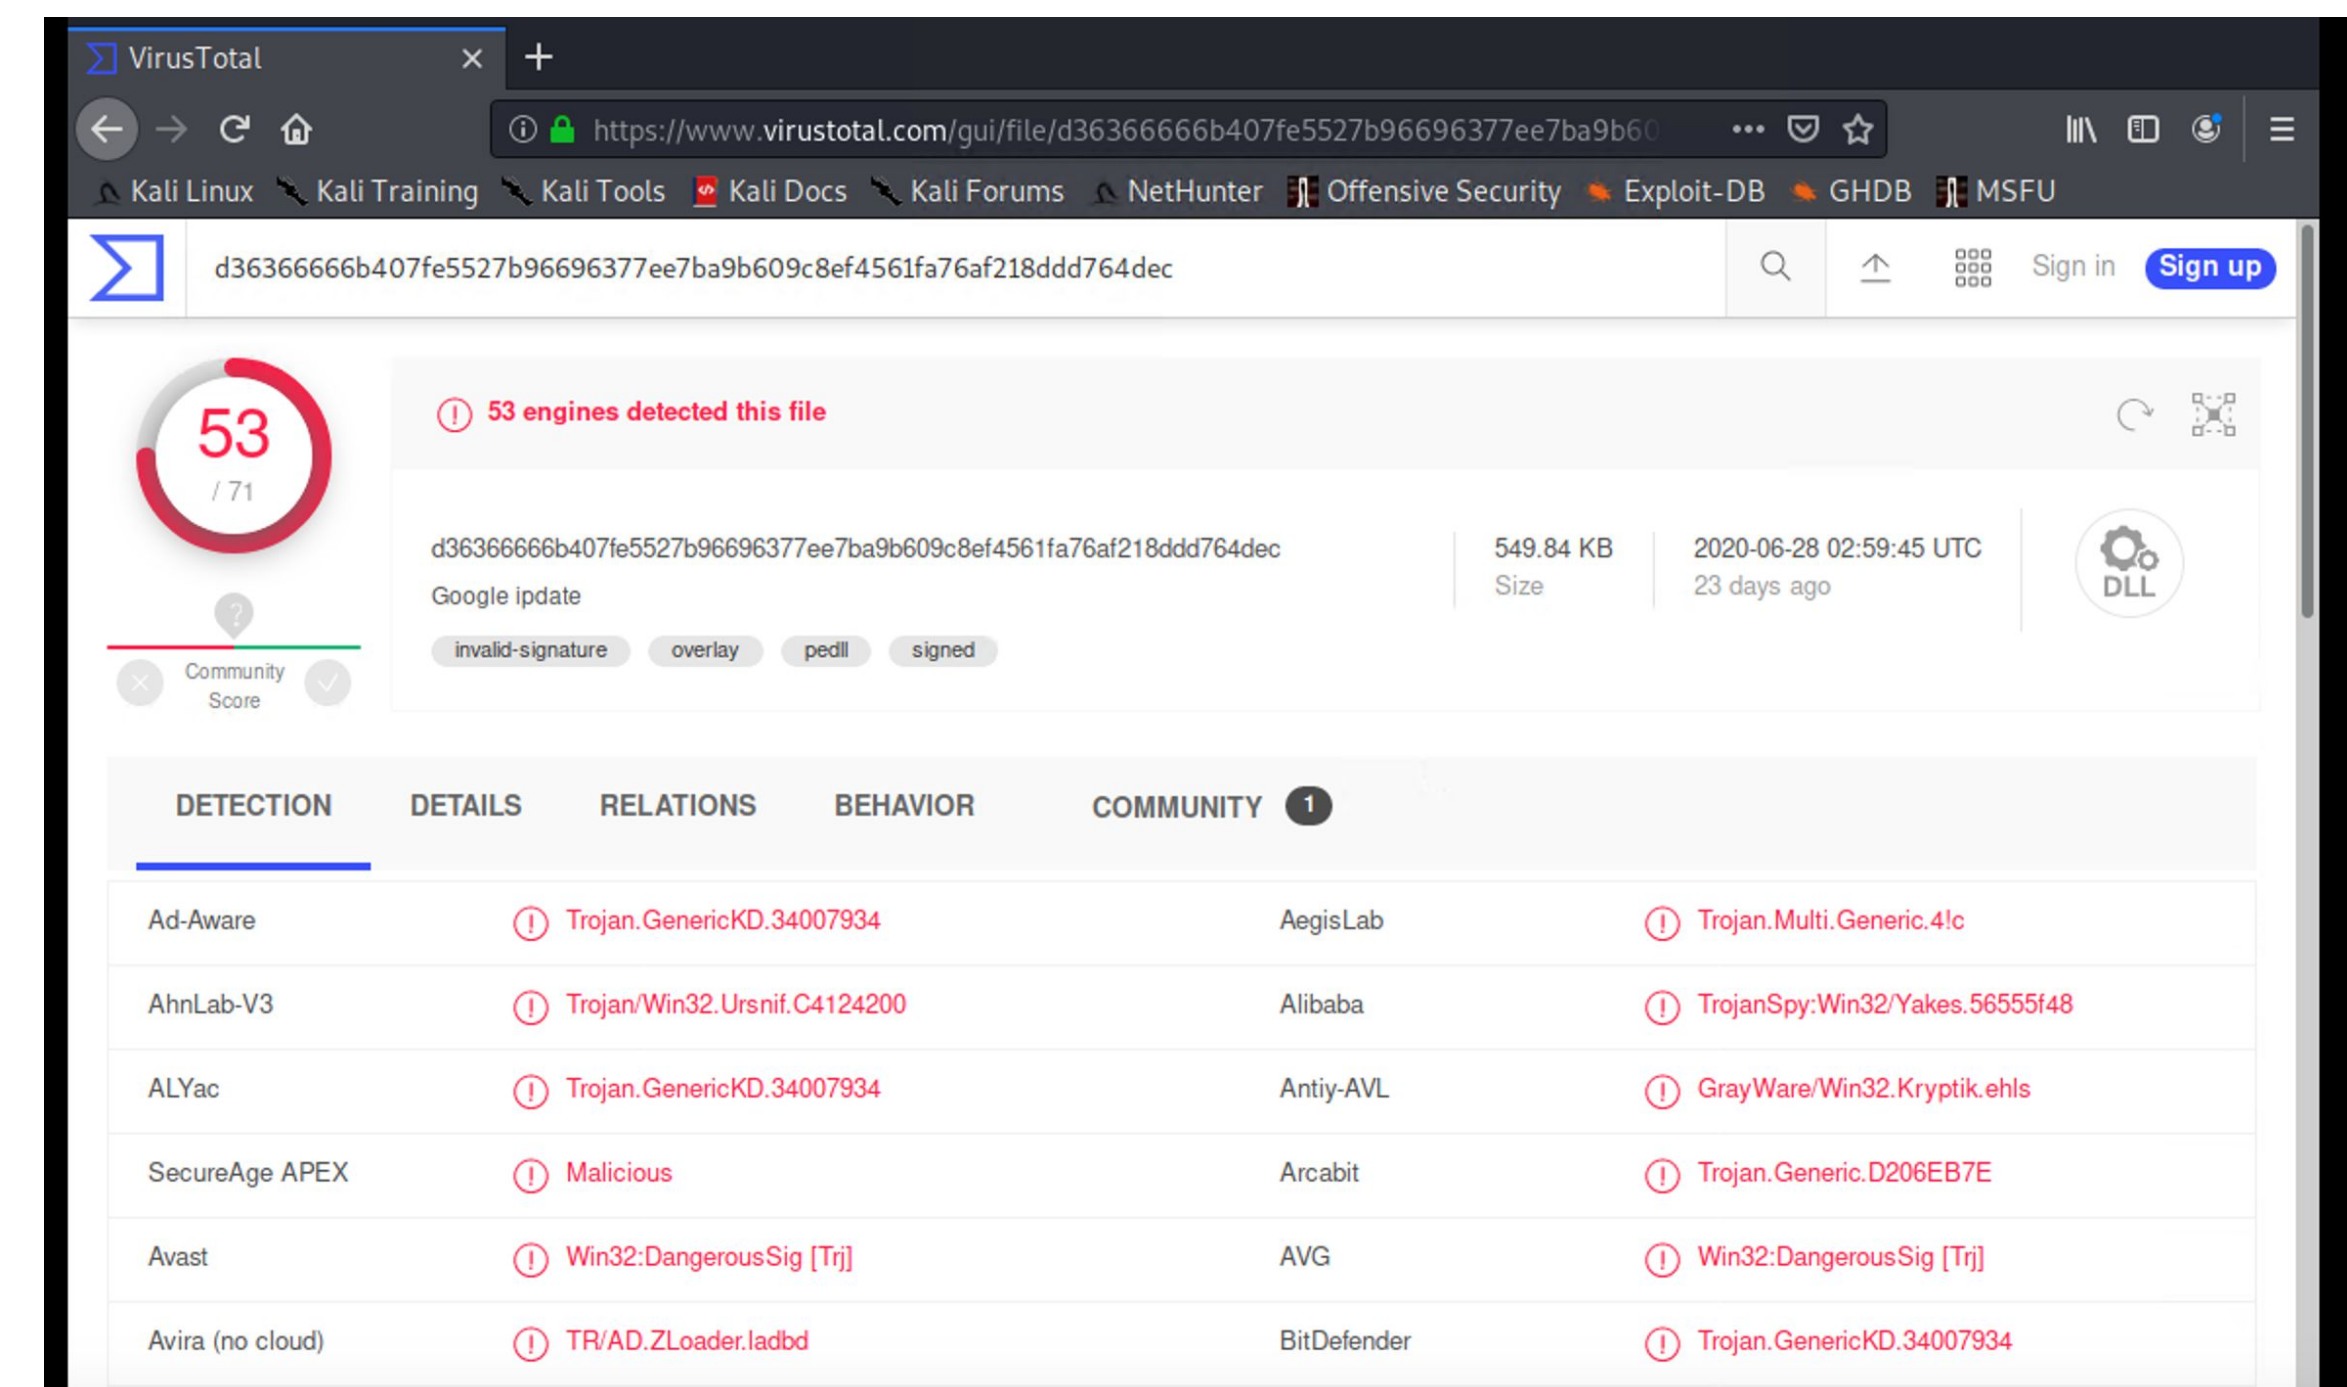 VirusTotal
https://www.virustotal.com/gui/file/d36366666b407fe5527b96696377ee7ba9b60
Kali Linux Kali Training Kali Tools Kali Docs Kali Forums NetHunter Offensive Security Exploit-DB GHDB MSFU
d36366666b407fe5527b96696377ee7ba9b609c8ef4561fa76af218ddd764dec Sign in Sign up
53
/ 71
53 engines detected this file
d36366666b407fe5527b96696377ee7ba9b609c8ef4561fa76af218ddd764dec
Google ipdate
invalid-signature overlay pedll signed
549.84 KB
Size
2020-06-28 02:59:45 UTC
23 days ago
DLL
?
Community
Score
DETECTION DETAILS RELATIONS BEHAVIOR COMMUNITY 1
Ad-Aware Trojan.GenericKD.34007934 AegisLab Trojan.Multi.Generic.4!c
AhnLab-V3 Trojan/Win32.Ursnif.C4124200 Alibaba TrojanSpy:Win32/Yakes.56555f48
ALYac Trojan.GenericKD.34007934 Antiy-AVL GrayWare/Win32.Kryptik.ehls
SecureAge APEX Malicious Arcabit Trojan.Generic.D206EB7E
Avast Win32:DangerousSig [Trj] AVG Win32:DangerousSig [Trj]
Avira (no cloud) TR/AD.ZLoader.ladbd BitDefender Trojan.GenericKD.34007934